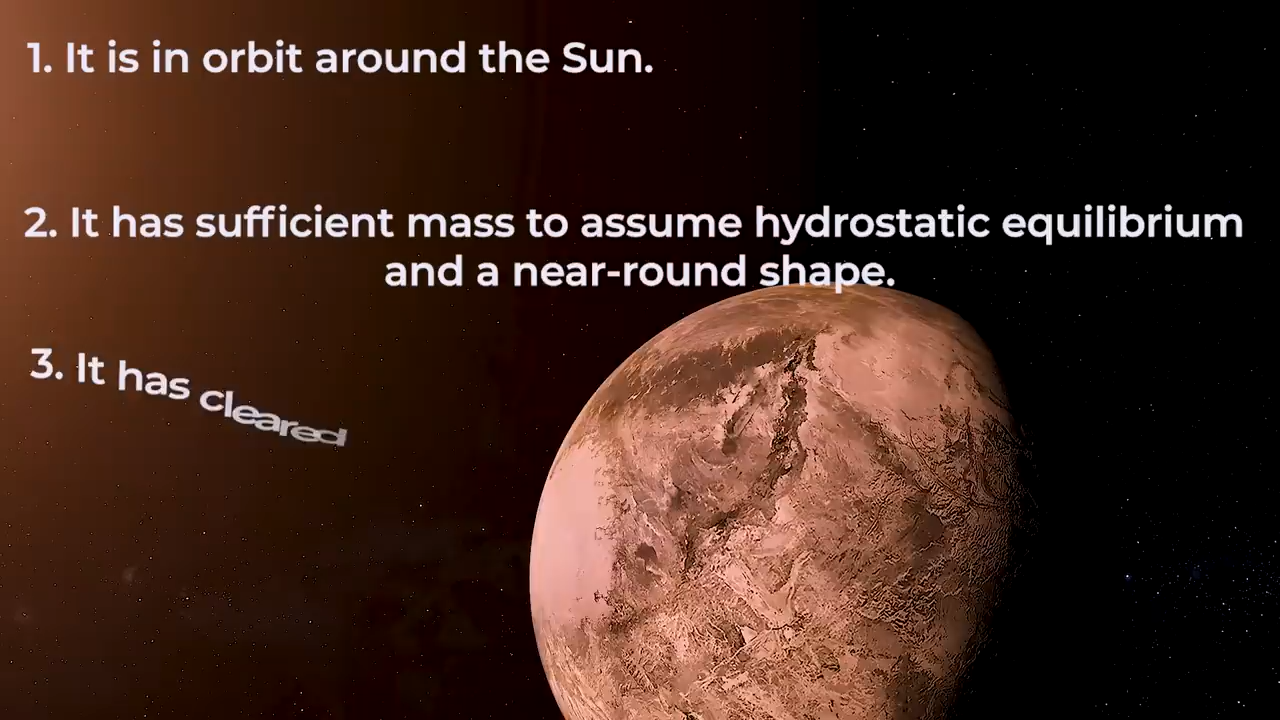 1. It is in orbit around the Sun.
2. It has sufficient mass to assume hydrostatic equilibrium
and a near-round shape.
3. It has cleared